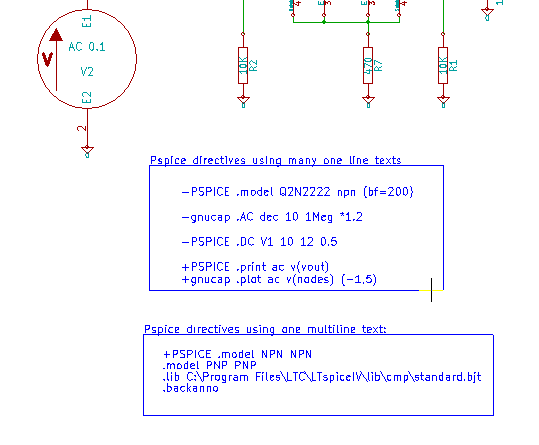 E1
AC 0.1
V
V2
E2
2
10K
R2
470
R7
10K
R1
1
Pspice directives using many one line texts
-PSPICE .model Q2N2222 npn (bf=200)
-gnucap .AC dec 10 1Meg *1.2
-PSPICE .DC V1 10 12 0.5
+PSPICE .print ac v(vout)
+gnucap .plot ac v(nodes) (-1,5)
Pspice directives using one multiline text:
+PSPICE .model NPN NPN
.model PNP PNP
.lib C:\Program Files\LTC\LTspiceIV\lib\cmp\standard.bjt
.backanno